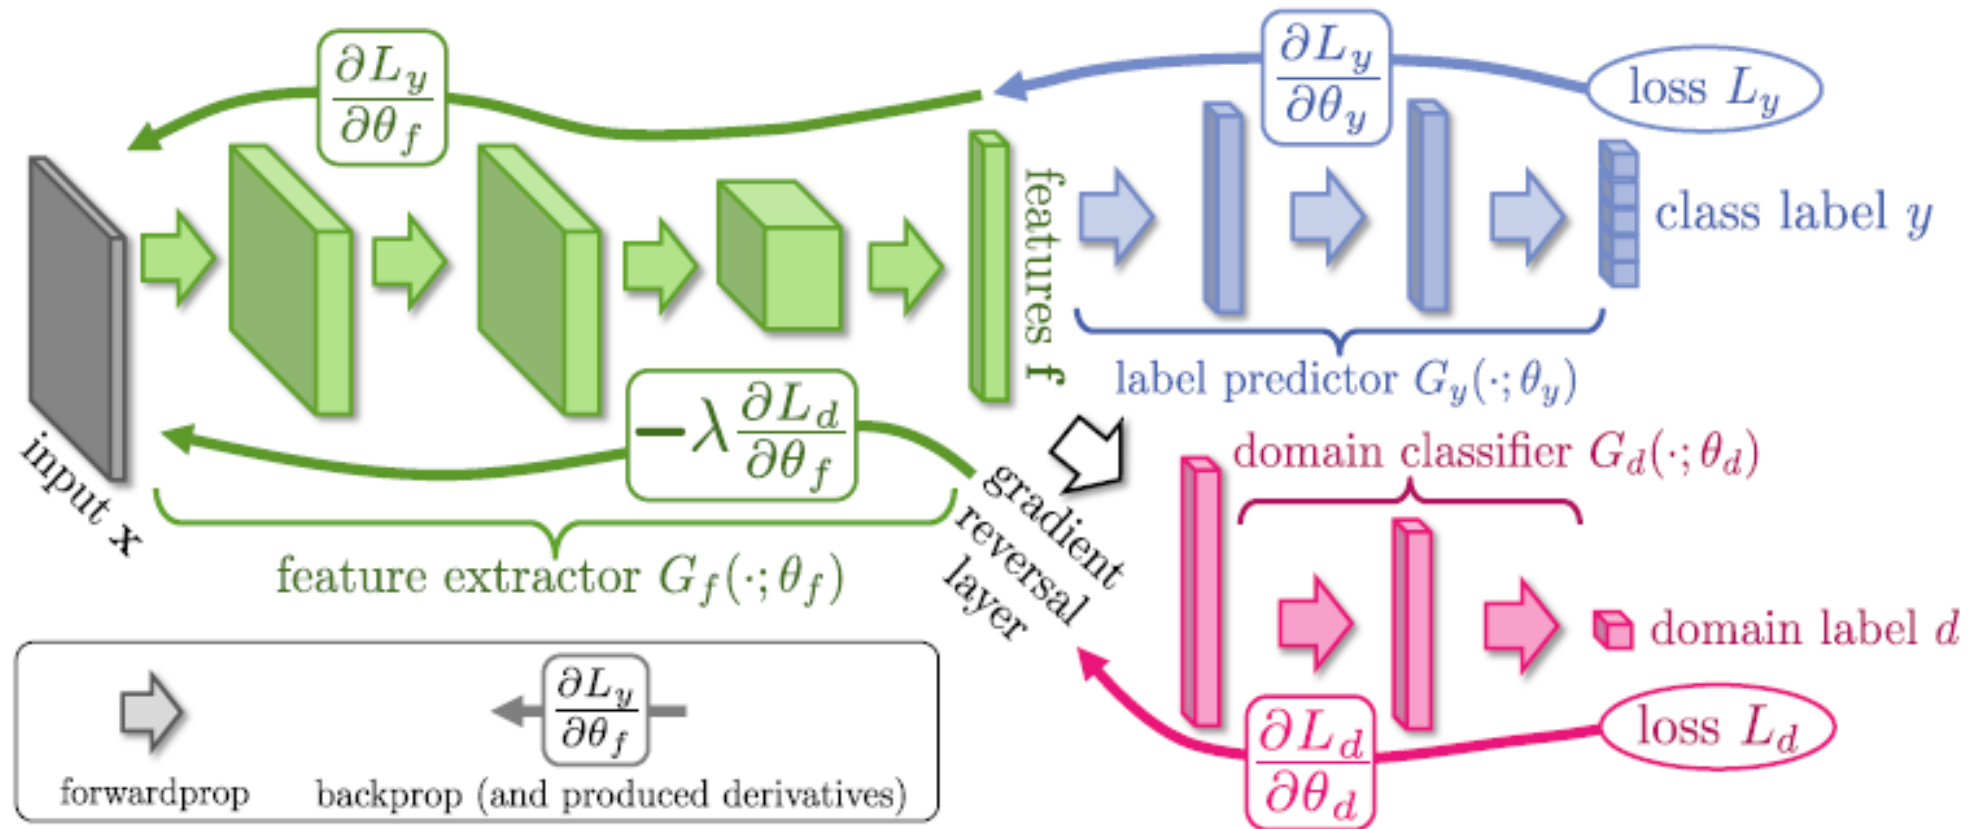 ∂L_y/∂θ_f
∂L_y/∂θ_y
loss L_y
input x
features f
class label y
label predictor G_y(·; θ_y)
−λ ∂L_d/∂θ_f
feature extractor G_f(·; θ_f)
gradient
reversal
layer
domain classifier G_d(·; θ_d)
domain label d
∂L_d/∂θ_d
loss L_d
forwardprop
∂L_y/∂θ_f
backprop (and produced derivatives)